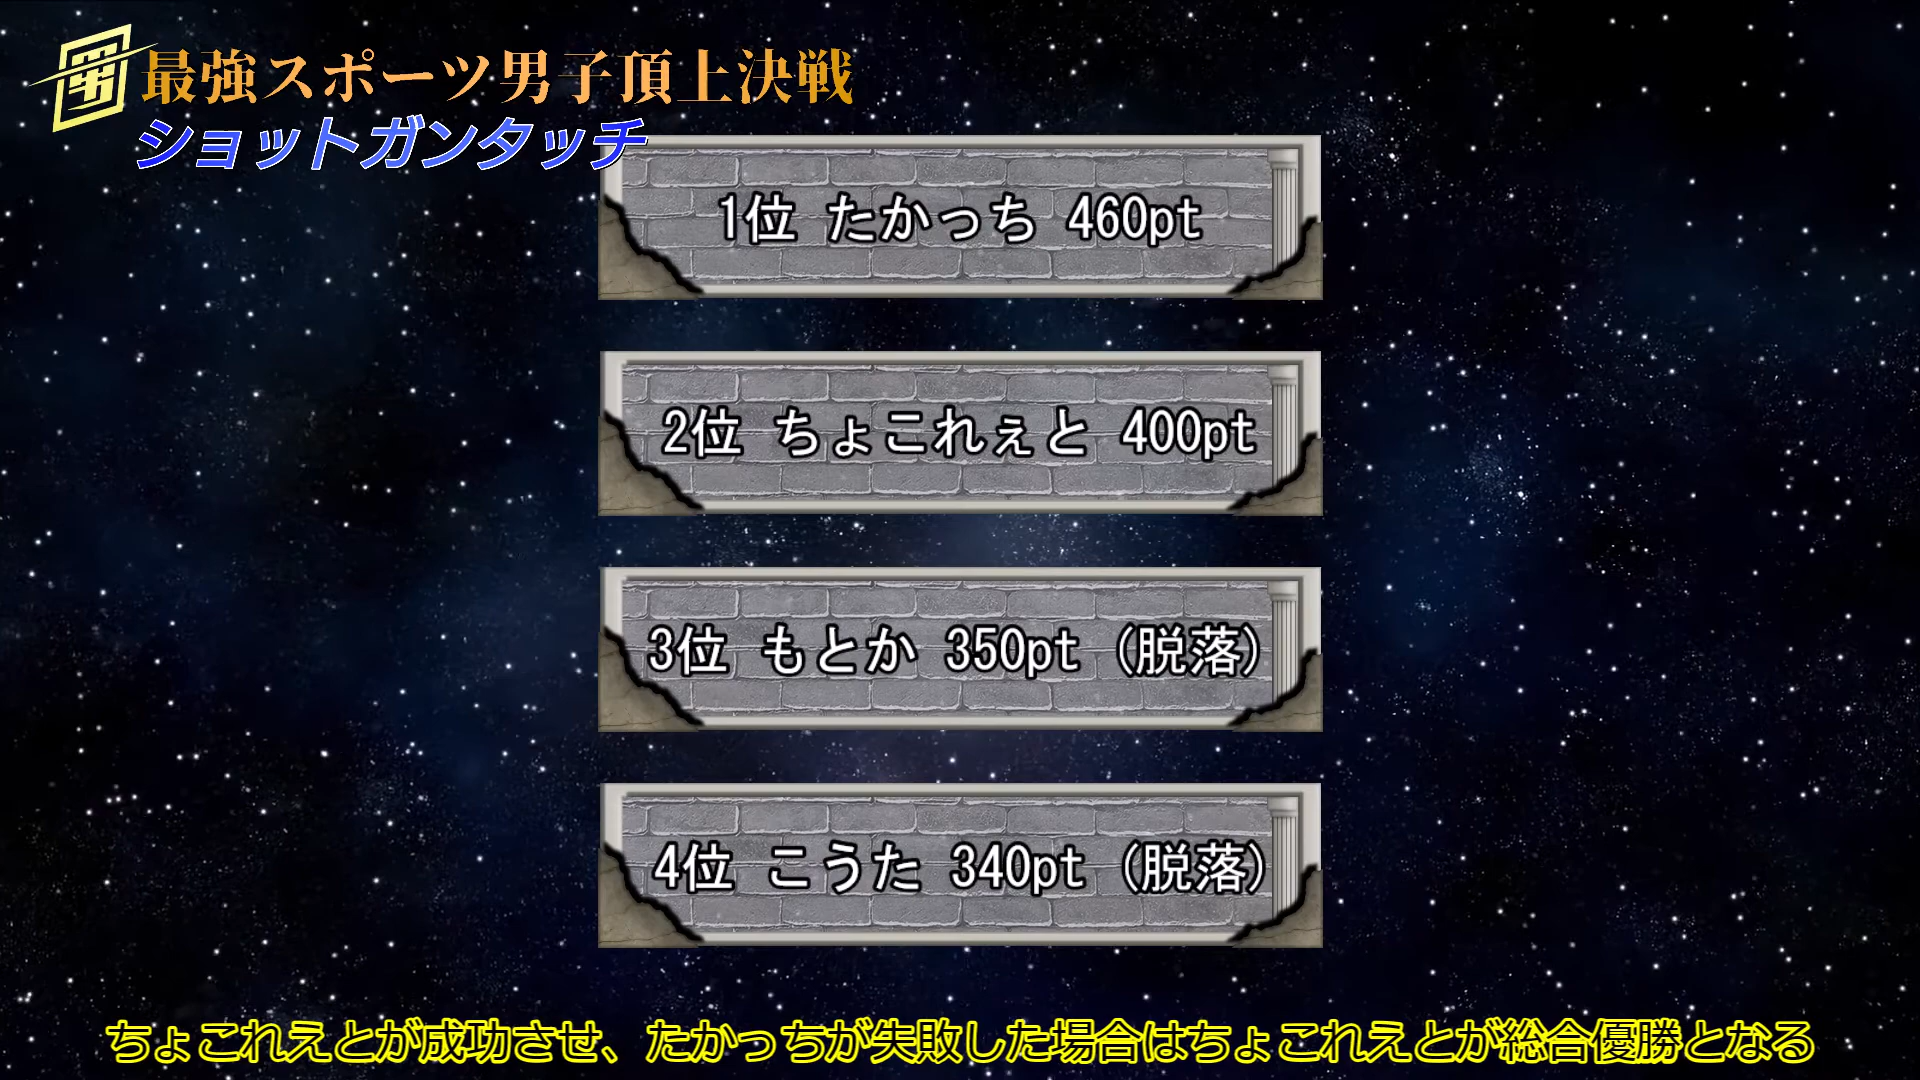 最強スポーツ男子頂上決戦
ショットガンタッチ
1位 たかっち 460pt
2位 ちょこれぇと 400pt
3位 もとか 350pt (脱落)
4位 こうた 340pt (脱落)
ちょこれえとが成功させ、たかっちが失敗した場合はちょこれえとが総合優勝となる